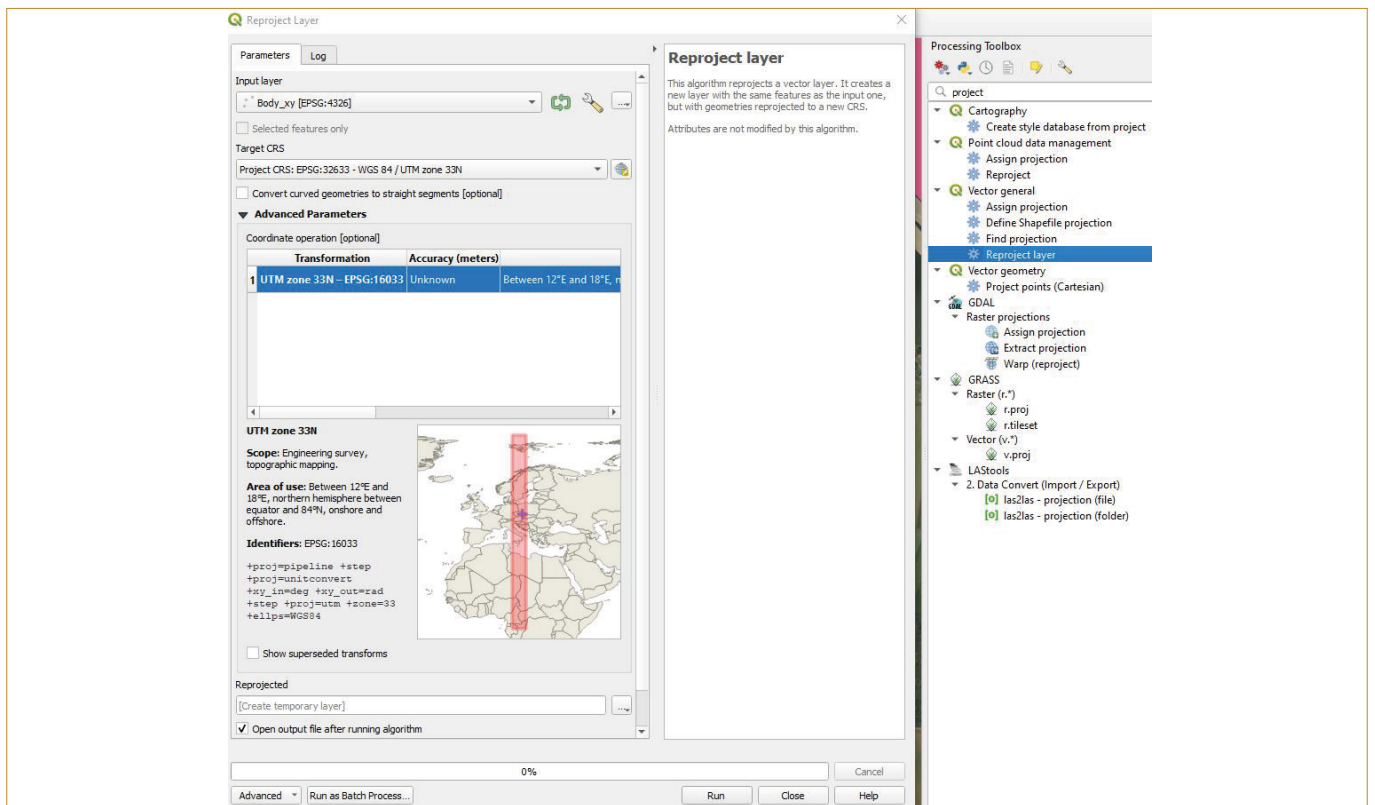 Reproject Layer
Parameters
Log
Input layer
Body_xy [EPSG:4326]
Selected features only
Target CRS
Project CRS: EPSG:32633 - WGS 84 / UTM zone 33N
Convert curved geometries to straight segments [optional]
Advanced Parameters
Coordinate operation [optional]
Transformation Accuracy (meters)
1 UTM zone 33N – EPSG:16033 Unknown Between 12°E and 18°E, n
UTM zone 33N
Scope: Engineering survey,
topographic mapping.
Area of use: Between 12°E and
18°E, northern hemisphere between
equator and 84°N, onshore and
offshore.
Identifiers: EPSG:16033
+proj=pipeline +step
+proj=unitconvert
+xy_in=deg +xy_out=rad
+step +proj=utm +zone=33
+ellps=WGS84
Show superseded transforms
Reprojected
[Create temporary layer]
Open output file after running algorithm
0%
Cancel
Advanced
Run as Batch Process...
Run
Close
Help
Reproject layer
This algorithm reprojects a vector layer. It creates a
new layer with the same features as the input one,
but with geometries reprojected to a new CRS.
Attributes are not modified by this algorithm.
Processing Toolbox
project
Cartography
Create style database from project
Point cloud data management
Assign projection
Reproject
Vector general
Assign projection
Define Shapefile projection
Find projection
Reproject layer
Vector geometry
Project points (Cartesian)
GDAL
Raster projections
Assign projection
Extract projection
Warp (reproject)
GRASS
Raster (r.*)
r.proj
r.tileset
Vector (v.*)
v.proj
LAStools
2. Data Convert (Import / Export)
las2las - projection (file)
las2las - projection (folder)